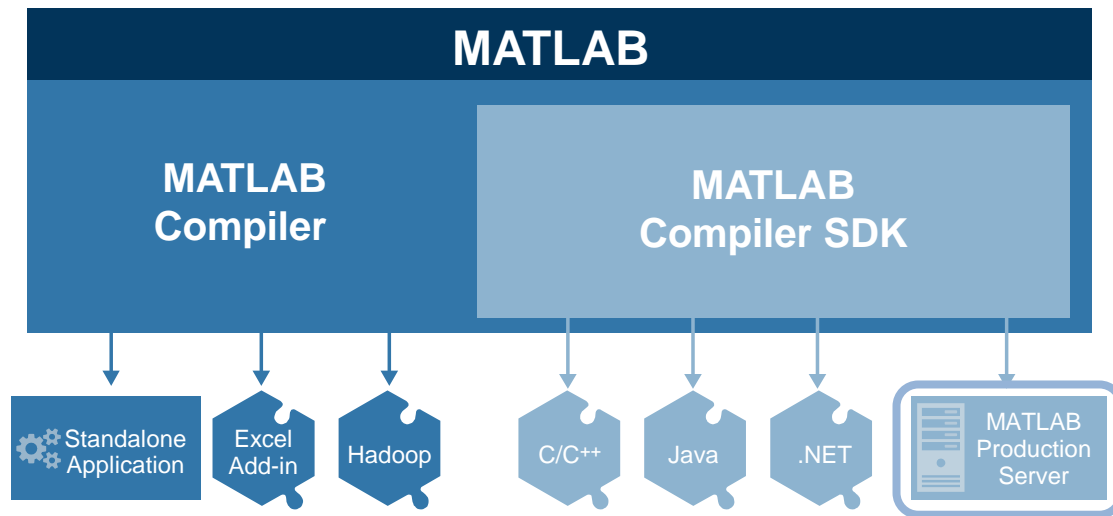 MATLAB
MATLAB
Compiler
MATLAB
Compiler SDK
Standalone
Application
Excel
Add-in
Hadoop
C/C++
Java
.NET
MATLAB
Production
Server